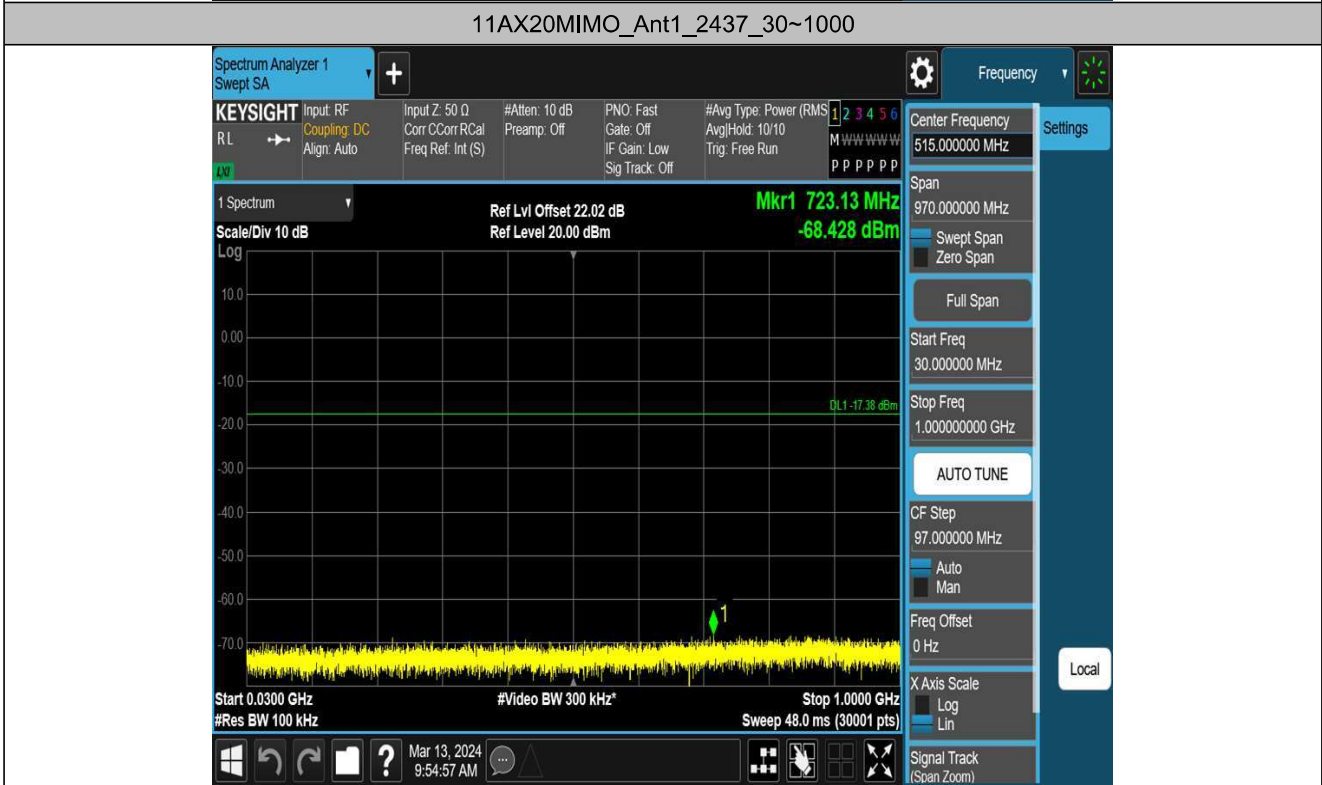 11AX20MIMO_Ant1_2437_30~1000
Spectrum Analyzer 1
Swept SA
Frequency
KEYSIGHT
RL
LXI
Input: RF
Coupling: DC
Align: Auto
Input Z: 50 Ω
Corr CCorr RCal
Freq Ref: Int (S)
#Atten: 10 dB
Preamp: Off
PNO: Fast
Gate: Off
IF Gain: Low
Sig Track: Off
#Avg Type: Power (RMS
Avg|Hold: 10/10
Trig: Free Run
1 2 3 4 5 6
M W W W W W
P P P P P P
1 Spectrum
Scale/Div 10 dB
Log
Ref Lvl Offset 22.02 dB
Ref Level 20.00 dBm
Mkr1 723.13 MHz
-68.428 dBm
10.0
0.00
-10.0
DL1 -17.38 dBm
-20.0
-30.0
-40.0
-50.0
-60.0
1
-70.0
Start 0.0300 GHz
#Res BW 100 kHz
#Video BW 300 kHz*
Stop 1.0000 GHz
Sweep 48.0 ms (30001 pts)
?
Mar 13, 2024
9:54:57 AM
Center Frequency
515.000000 MHz
Settings
Span
970.000000 MHz
Swept Span
Zero Span
Full Span
Start Freq
30.000000 MHz
Stop Freq
1.000000000 GHz
AUTO TUNE
CF Step
97.000000 MHz
Auto
Man
Freq Offset
0 Hz
X Axis Scale
Log
Lin
Local
Signal Track
(Span Zoom)